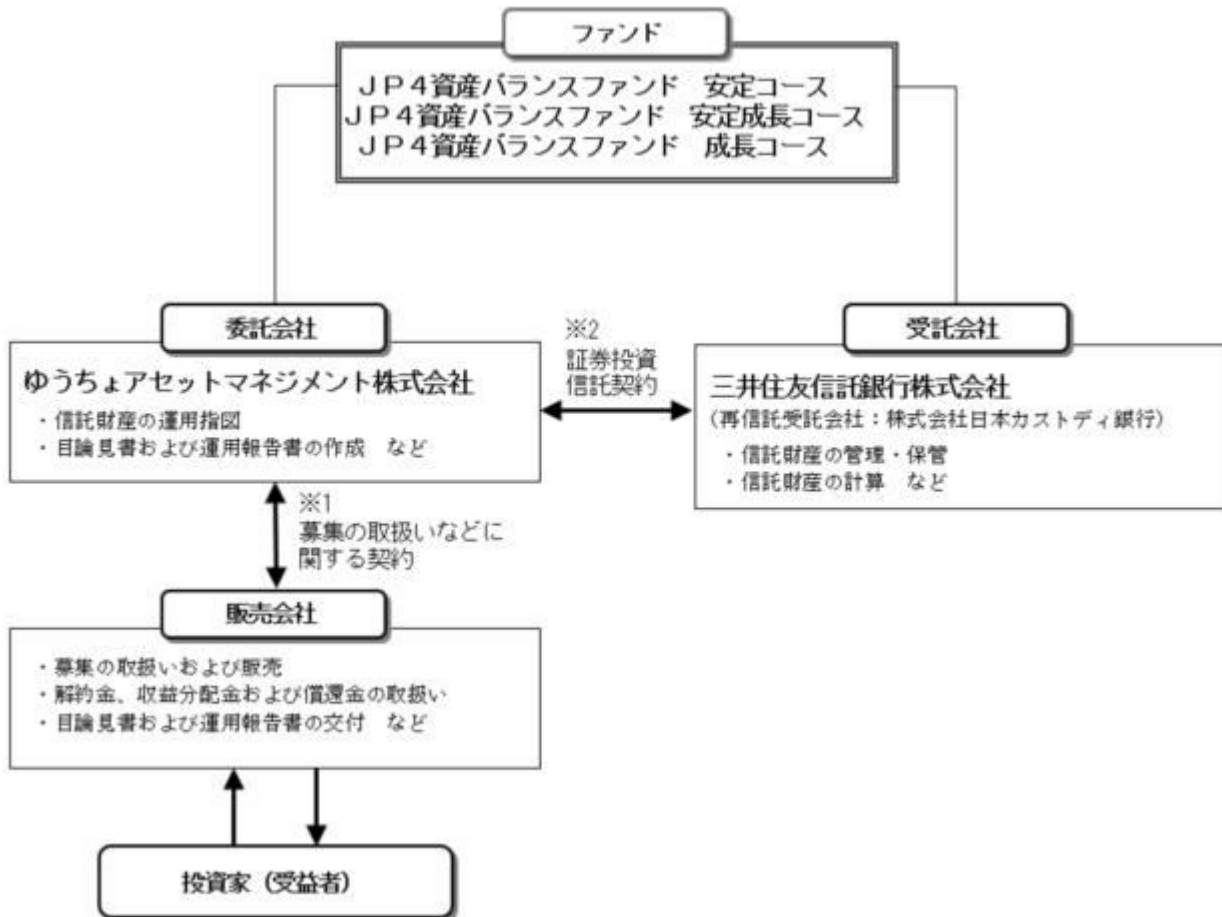 ファンド
JP4資産バランスファンド 安定コース
JP4資産バランスファンド 安定成長コース
JP4資産バランスファンド 成長コース
委託会社
ゆうちょアセットマネジメント株式会社
・信託財産の運用指図
・目論見書および運用報告書の作成 など
※2
証券投資
信託契約
受託会社
三井住友信託銀行株式会社
(再信託受託会社:株式会社日本カストディ銀行)
・信託財産の管理・保管
・信託財産の計算 など
※1
募集の取扱いなどに
関する契約
販売会社
・募集の取扱いおよび販売
・解約金、収益分配金および償還金の取扱い
・目論見書および運用報告書の交付 など
投資家(受益者)